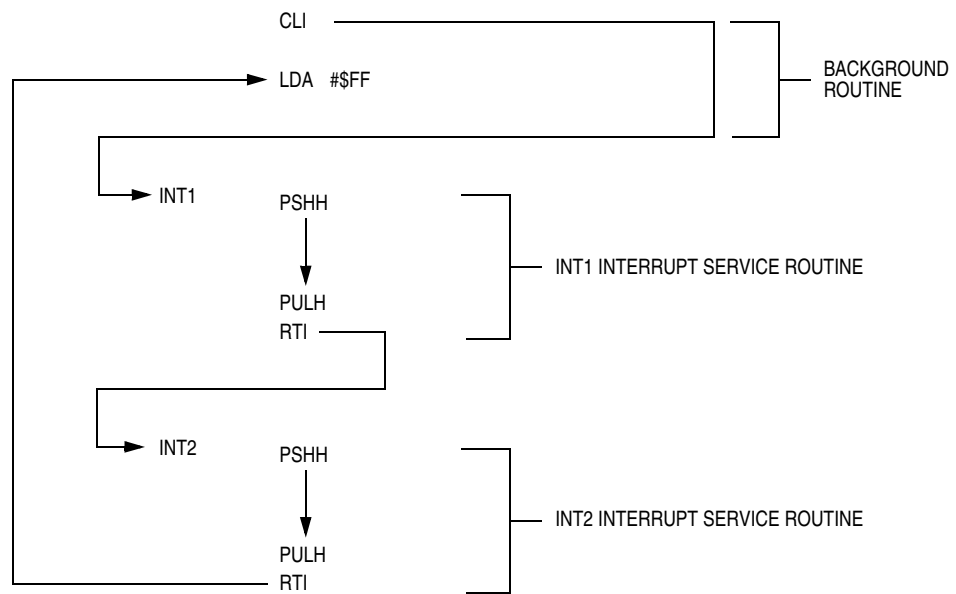 CLI
LDA #$FF
BACKGROUND
ROUTINE
INT1
PSHH
INT1 INTERRUPT SERVICE ROUTINE
PULH
RTI
INT2
PSHH
INT2 INTERRUPT SERVICE ROUTINE
PULH
RTI